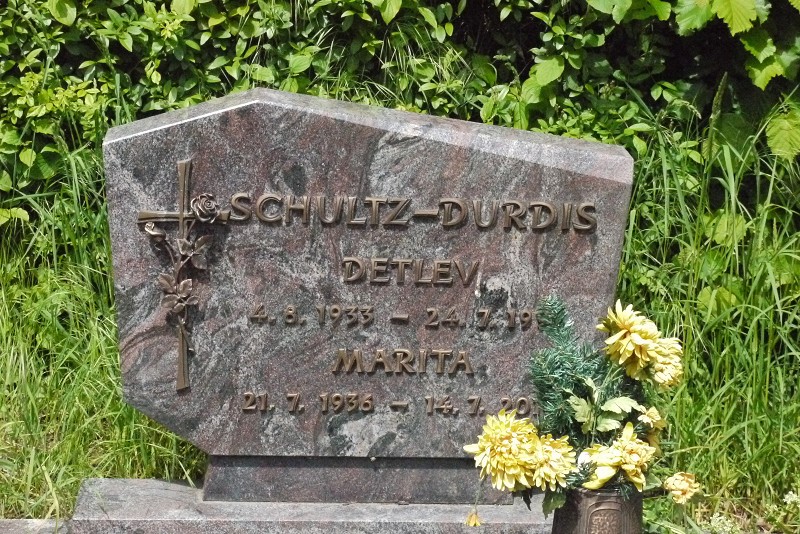 SCHULTZ-DURDIS
DETLEV
4. 8. 1933 - 24. 7. 19
MARITA
21. 7. 1936 - 14. 7. 20